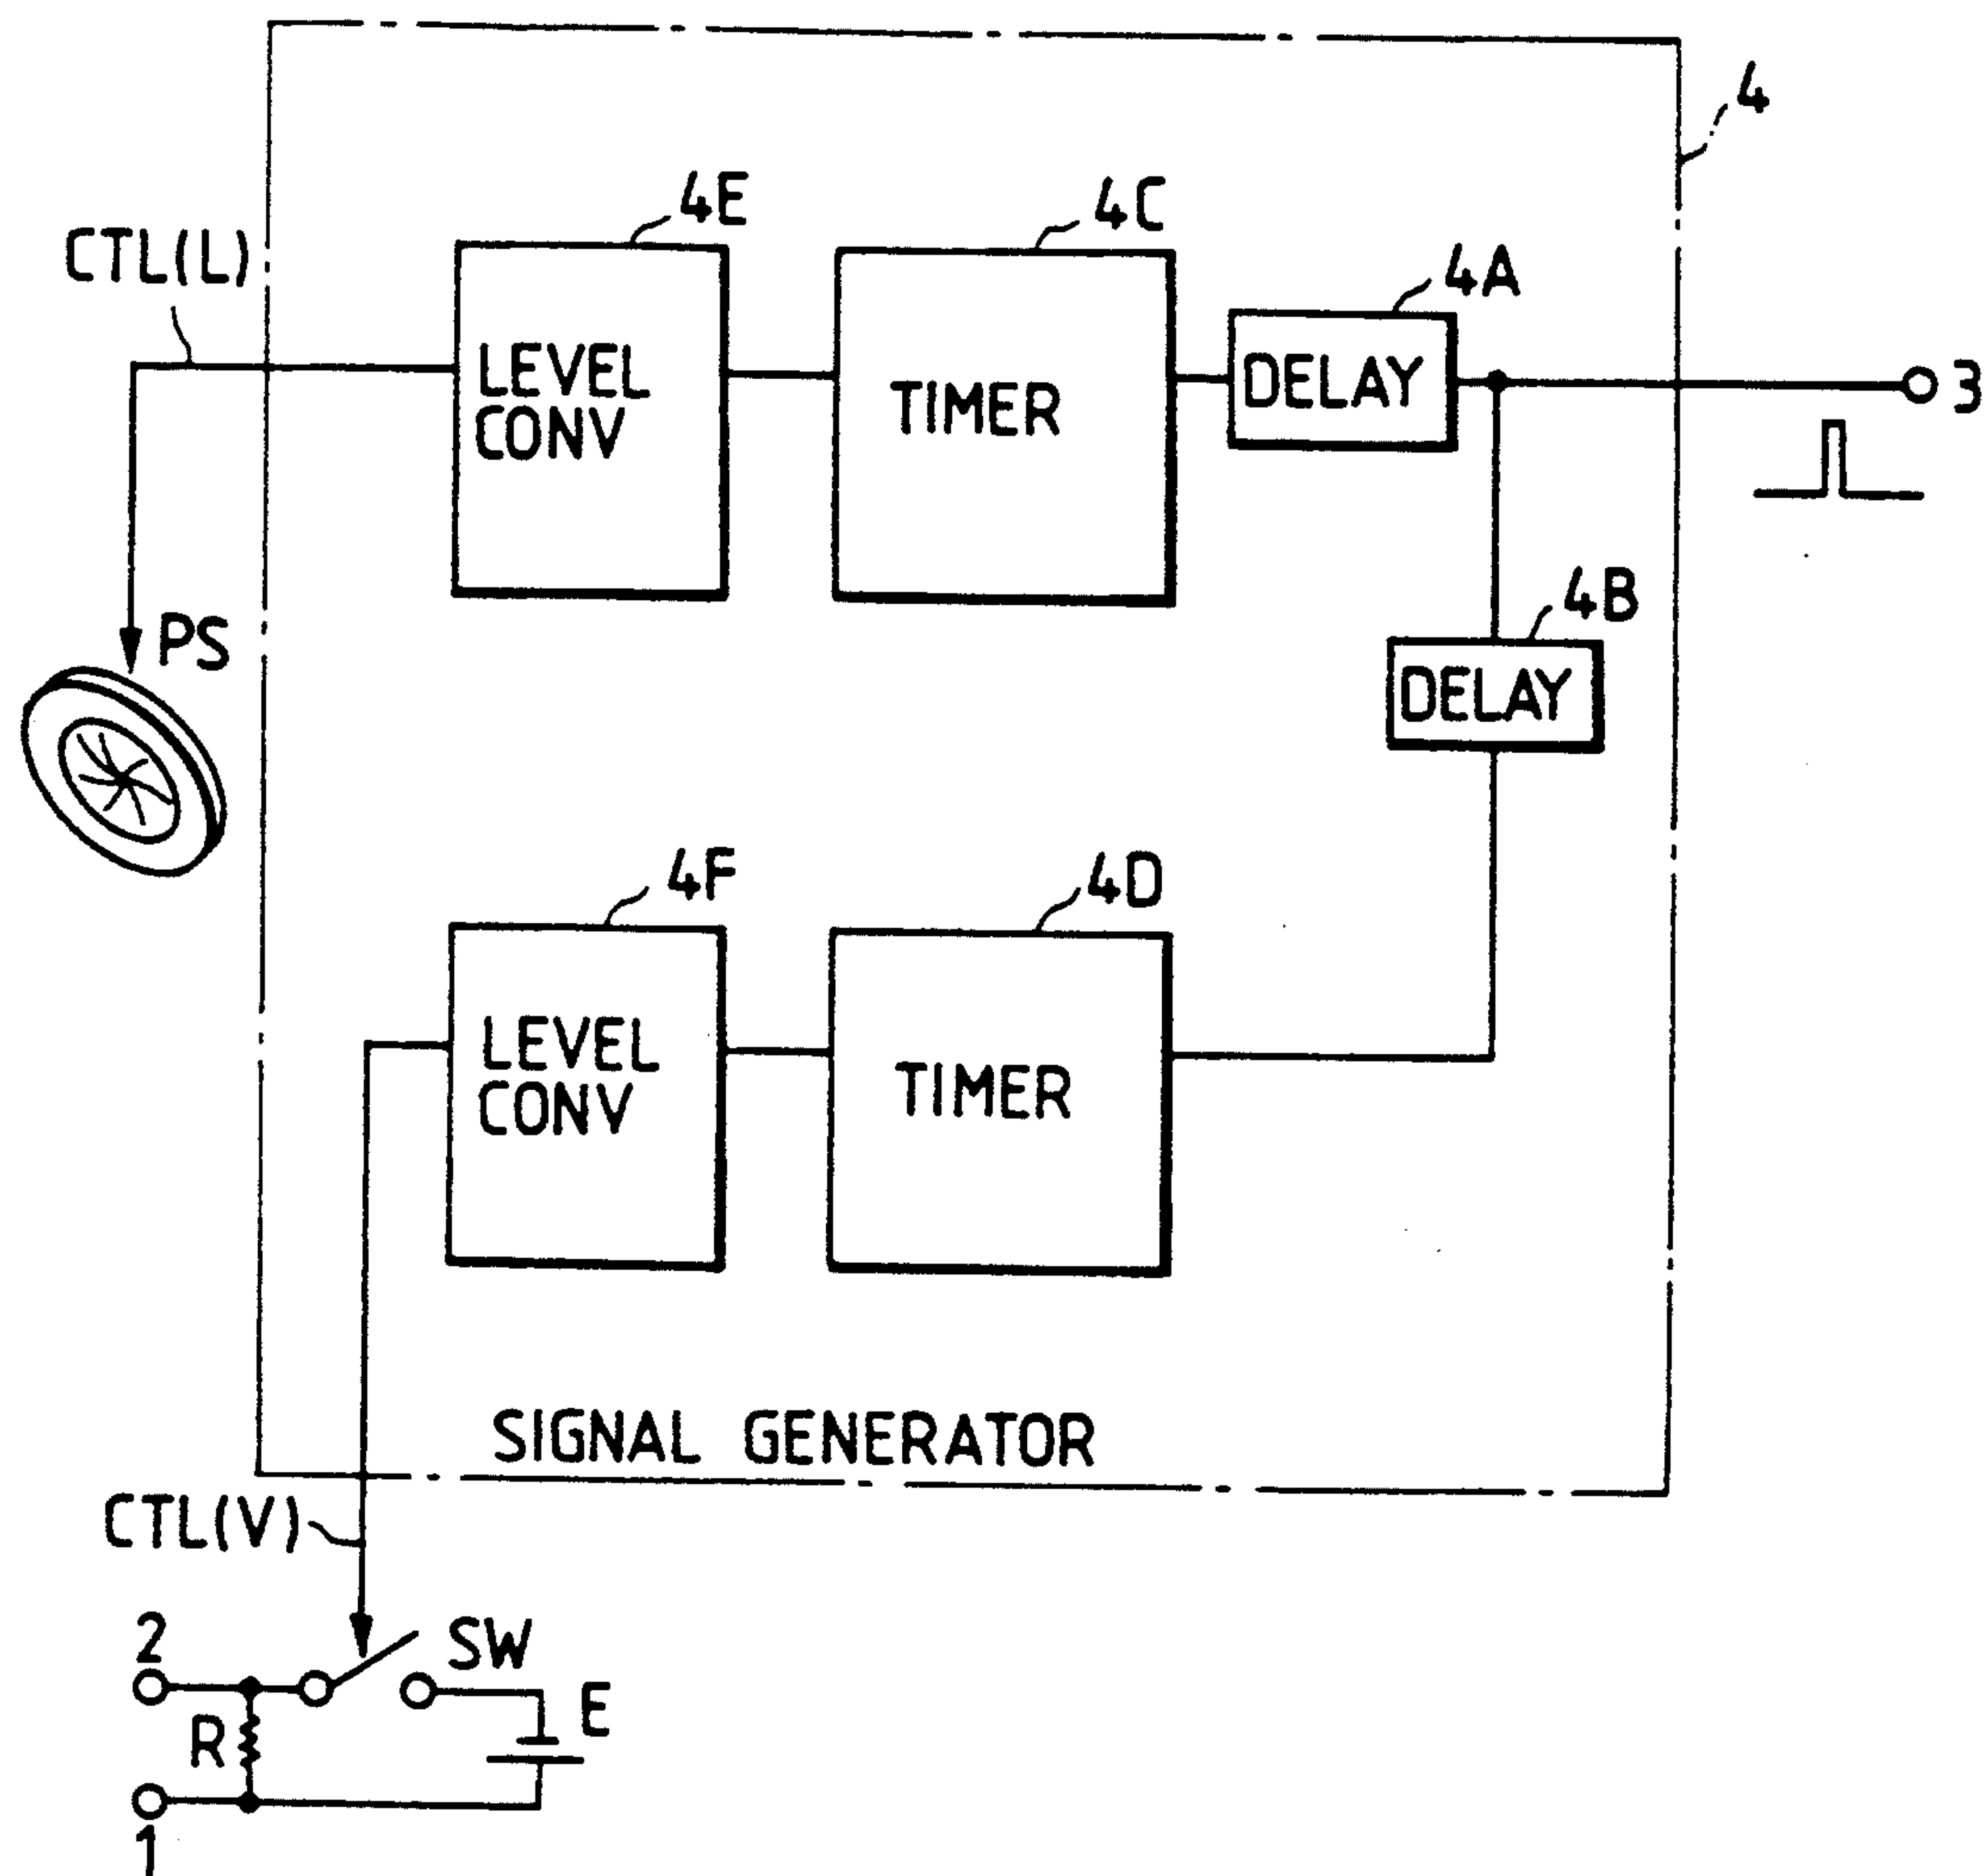 4
4E
4C
CTL(L)
4A
LEVEL
CONV
TIMER
DELAY
3
4B
PS
DELAY
4F
4D
LEVEL
CONV
TIMER
SIGNAL GENERATOR
CTL(V)
2
SW
R
E
1